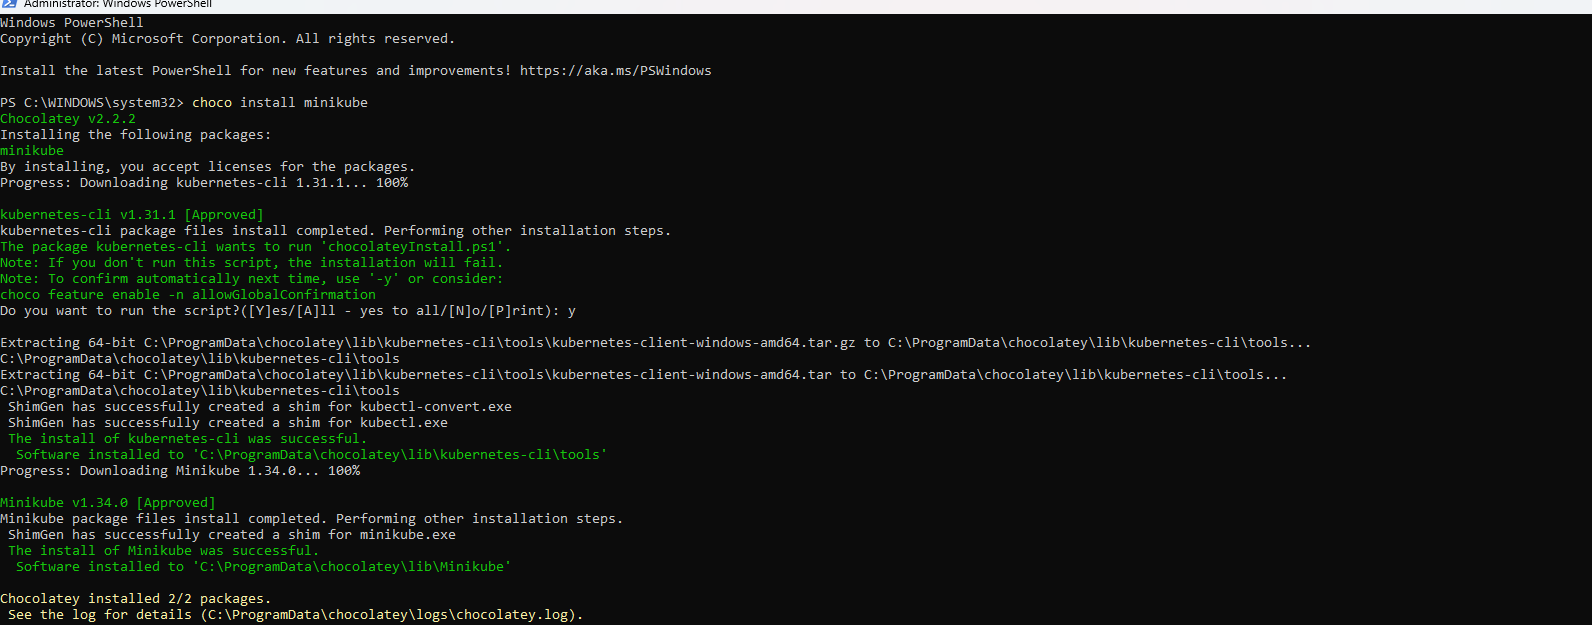 Administrator: Windows PowerShell
Windows PowerShell
Copyright (C) Microsoft Corporation. All rights reserved.
Install the latest PowerShell for new features and improvements! https://aka.ms/PSWindows
PS C:\WINDOWS\system32> choco install minikube
Chocolatey v2.2.2
Installing the following packages:
minikube
By installing, you accept licenses for the packages.
Progress: Downloading kubernetes-cli 1.31.1... 100%
kubernetes-cli v1.31.1 [Approved]
kubernetes-cli package files install completed. Performing other installation steps.
The package kubernetes-cli wants to run 'chocolateyInstall.ps1'.
Note: If you don't run this script, the installation will fail.
Note: To confirm automatically next time, use '-y' or consider:
choco feature enable -n allowGlobalConfirmation
Do you want to run the script?([Y]es/[A]ll - yes to all/[N]o/[P]rint): y
Extracting 64-bit C:\ProgramData\chocolatey\lib\kubernetes-cli\tools\kubernetes-client-windows-amd64.tar.gz to C:\ProgramData\chocolatey\lib\kubernetes-cli\tools...
C:\ProgramData\chocolatey\lib\kubernetes-cli\tools
Extracting 64-bit C:\ProgramData\chocolatey\lib\kubernetes-cli\tools\kubernetes-client-windows-amd64.tar to C:\ProgramData\chocolatey\lib\kubernetes-cli\tools...
C:\ProgramData\chocolatey\lib\kubernetes-cli\tools
ShimGen has successfully created a shim for kubectl-convert.exe
ShimGen has successfully created a shim for kubectl.exe
The install of kubernetes-cli was successful.
Software installed to 'C:\ProgramData\chocolatey\lib\kubernetes-cli\tools'
Progress: Downloading Minikube 1.34.0... 100%
Minikube v1.34.0 [Approved]
Minikube package files install completed. Performing other installation steps.
ShimGen has successfully created a shim for minikube.exe
The install of Minikube was successful.
Software installed to 'C:\ProgramData\chocolatey\lib\Minikube'
Chocolatey installed 2/2 packages.
See the log for details (C:\ProgramData\chocolatey\logs\chocolatey.log).